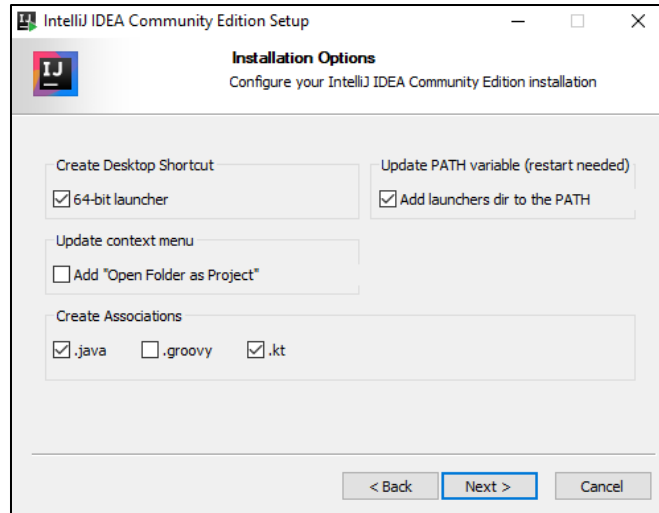 IntelliJ IDEA Community Edition Setup
IJ
Installation Options
Configure your IntelliJ IDEA Community Edition installation
Create Desktop Shortcut
64-bit launcher
Update PATH variable (restart needed)
Add launchers dir to the PATH
Update context menu
Add "Open Folder as Project"
Create Associations
.java .groovy .kt
< Back Next > Cancel